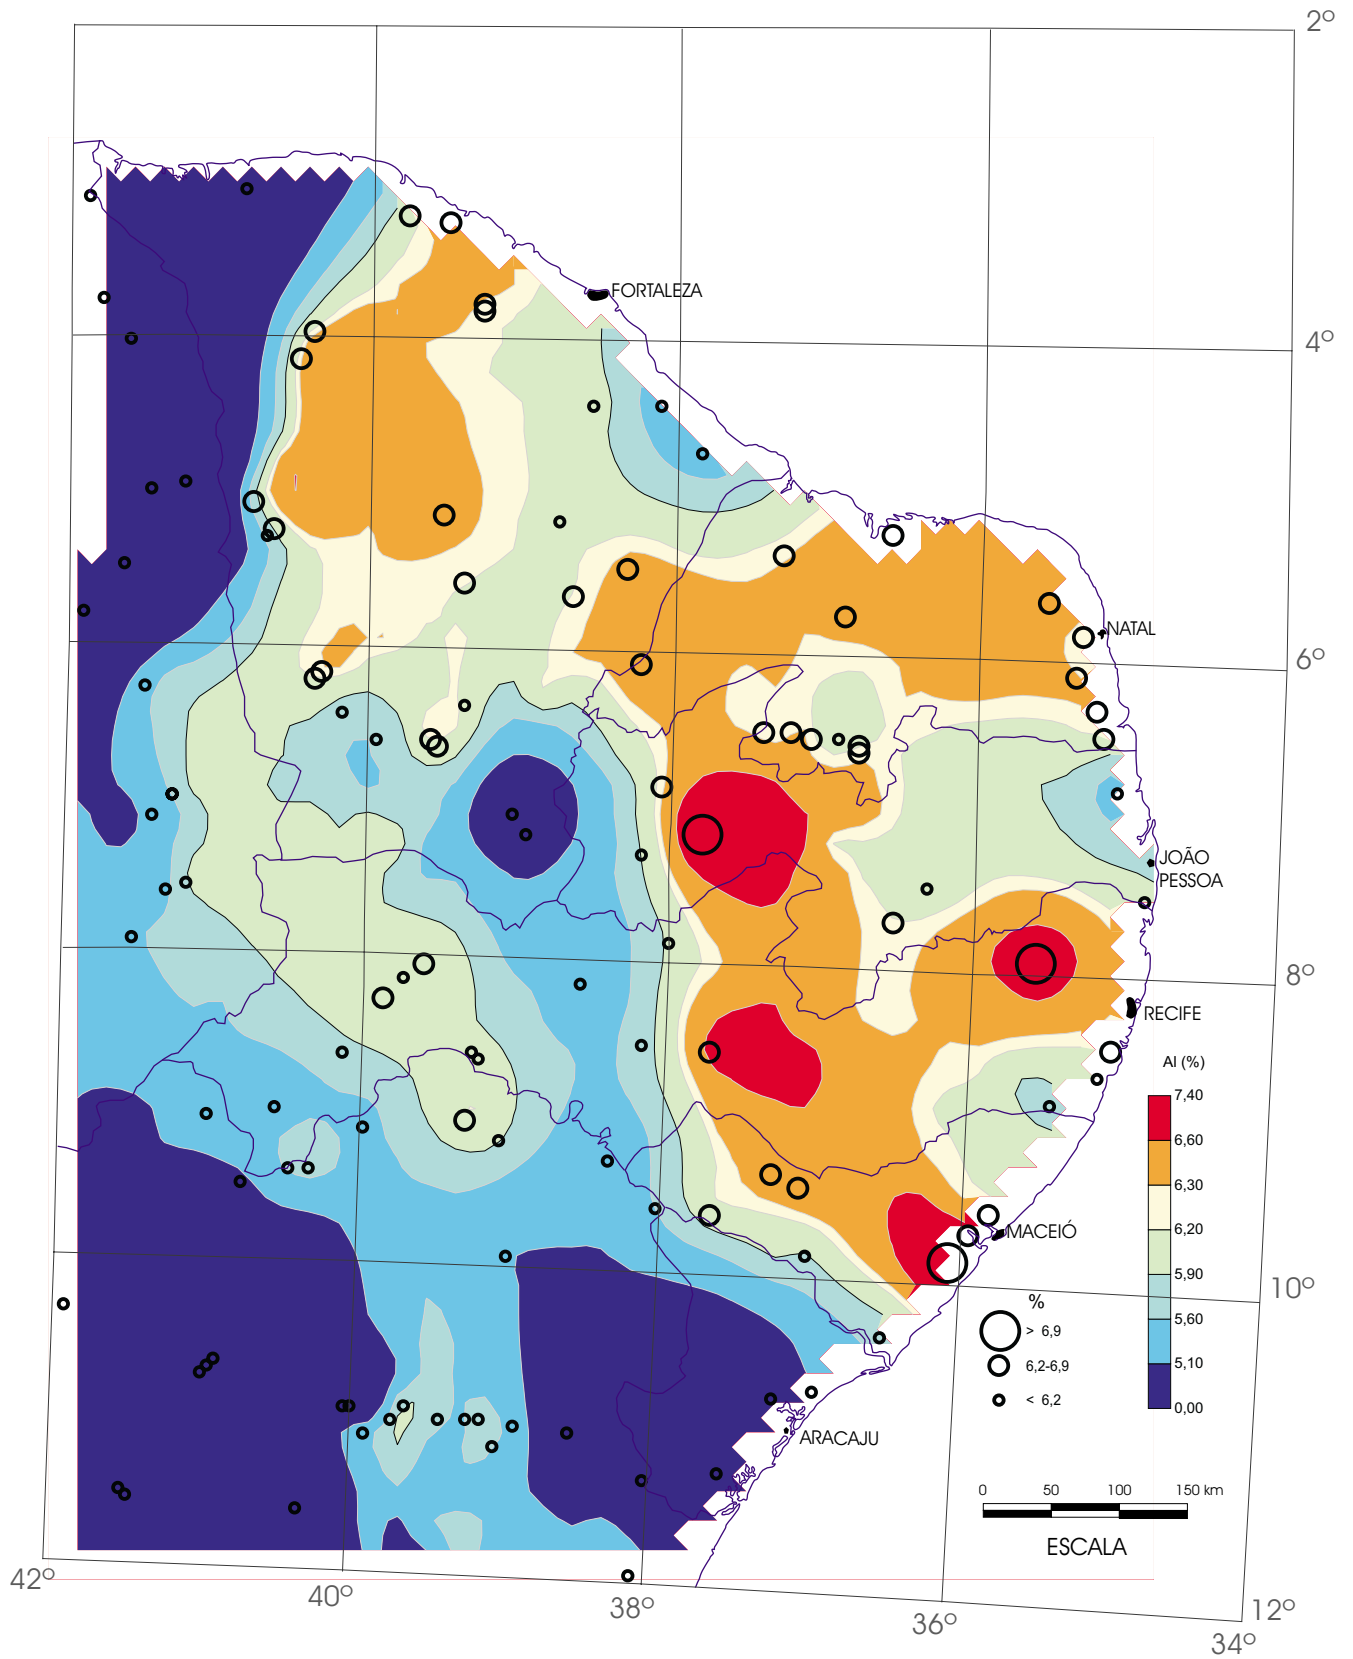 2º
FORTALEZA
4º
NATAL
6º
JOÃO
PESSOA
8º
RECIFE
Al (%)
7,40
6,60
6,30
6,20
5,90
5,60
5,10
0,00
MACEIÓ
10º
%
> 6,9
6,2-6,9
< 6,2
ARACAJU
0 50 100 150 km
ESCALA
42º
40º
38º
36º
34º
12º